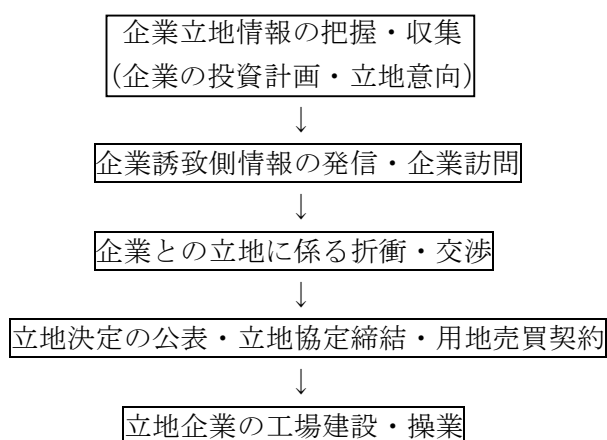 企業立地情報の把握・収集
(企業の投資計画・立地意向)
↓
企業誘致側情報の発信・企業訪問
↓
企業との立地に係る折衝・交渉
↓
立地決定の公表・立地協定締結・用地売買契約
↓
立地企業の工場建設・操業